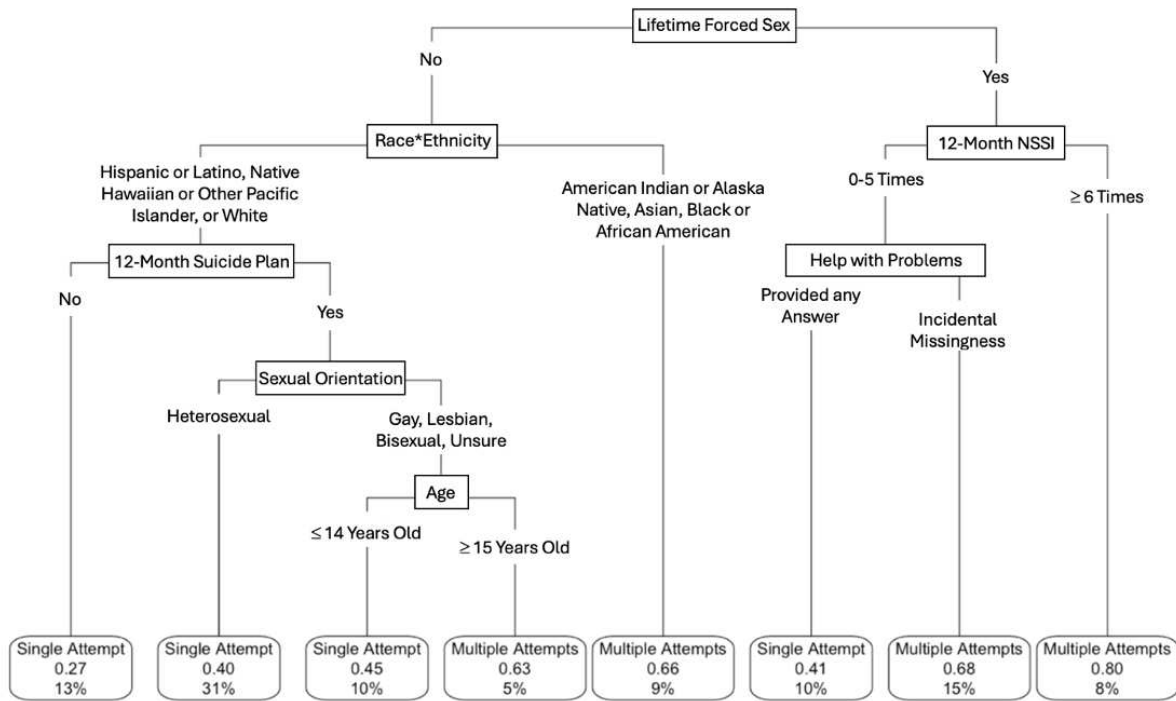 Lifetime Forced Sex
No
Yes
Race*Ethnicity
12-Month NSSI
Hispanic or Latino, Native
Hawaiian or Other Pacific
Islander, or White
American Indian or Alaska
Native, Asian, Black or
African American
0-5 Times
≥ 6 Times
12-Month Suicide Plan
Help with Problems
No
Yes
Provided any
Answer
Incidental
Missingness
Sexual Orientation
Heterosexual
Gay, Lesbian,
Bisexual, Unsure
Age
≤ 14 Years Old
≥ 15 Years Old
Single Attempt
0.27
13%
Single Attempt
0.40
31%
Single Attempt
0.45
10%
Multiple Attempts
0.63
5%
Multiple Attempts
0.66
9%
Single Attempt
0.41
10%
Multiple Attempts
0.68
15%
Multiple Attempts
0.80
8%